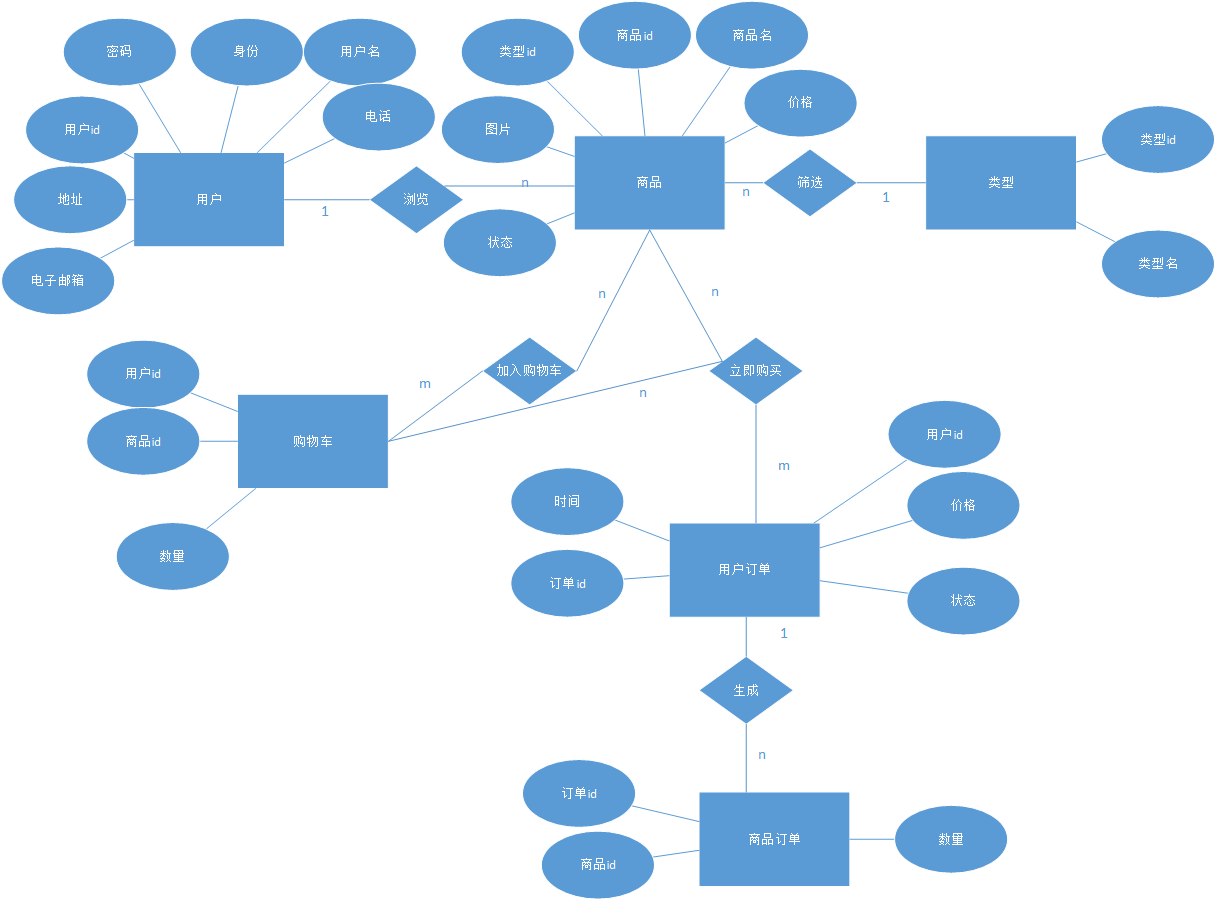 密码
身份
用户名
类型id
商品id
商品名
用户id
电话
图片
价格
类型id
地址
用户
1
浏览
n
商品
n
筛选
1
类型
电子邮箱
状态
类型名
n
n
用户id
m
加入购物车
n
立即购买
商品id
购物车
数量
m
用户id
时间
价格
订单id
用户订单
状态
1
生成
n
订单id
商品id
商品订单
数量